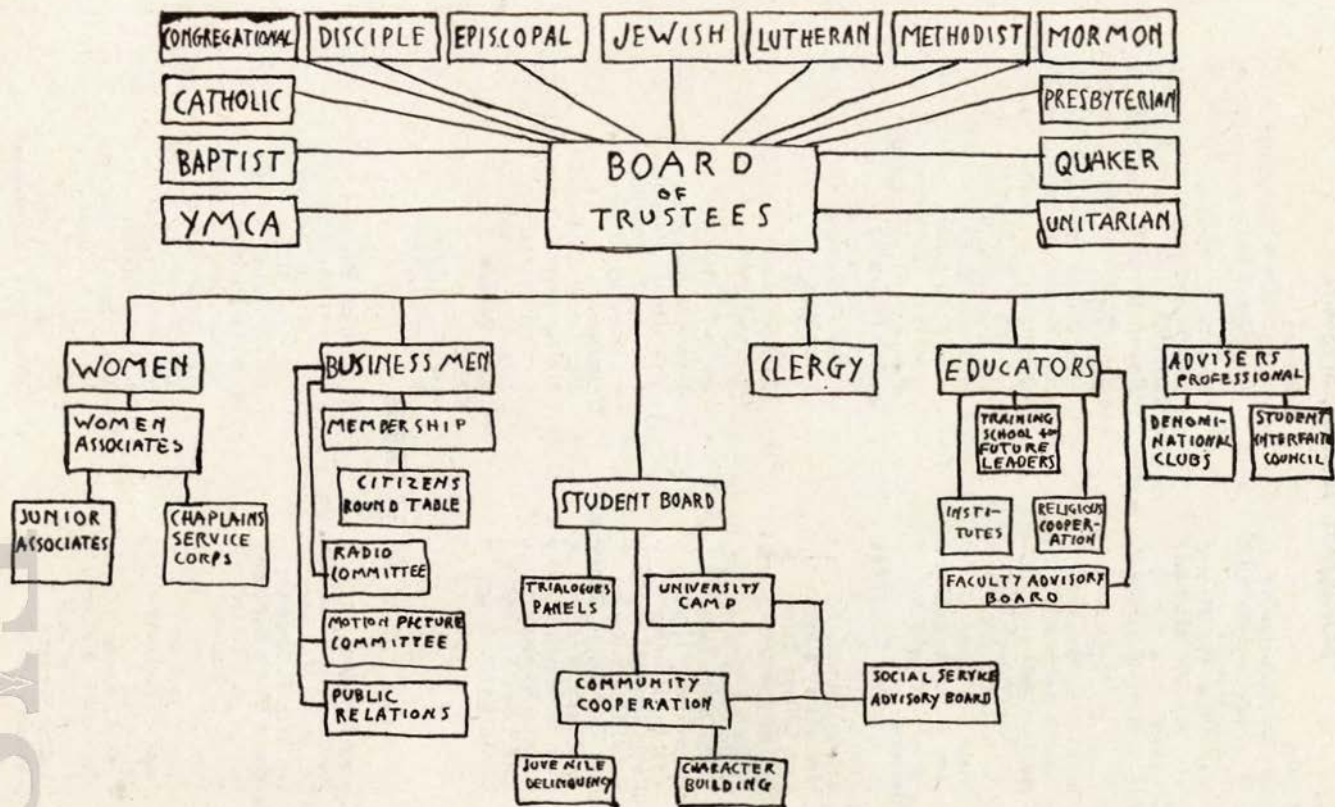 CONGREGATIONAL
DISCIPLE
EPISCOPAL
JEWISH
LUTHERAN
METHODIST
MORMON
CATHOLIC
PRESBYTERIAN
BAPTIST
QUAKER
YMCA
UNITARIAN
BOARD
OF
TRUSTEES
WOMEN
BUSINESS MEN
CLERGY
EDUCATORS
ADVISERS
PROFESSIONAL
WOMEN
ASSOCIATES
JUNIOR
ASSOCIATES
CHAPLAINS
SERVICE
CORPS
MEMBERSHIP
CITIZENS
ROUND TABLE
RADIO
COMMITTEE
MOTION PICTURE
COMMITTEE
PUBLIC
RELATIONS
STUDENT BOARD
TRIALOGUES
PANELS
UNIVERSITY
CAMP
COMMUNITY
COOPERATION
SOCIAL SERVICE
ADVISORY BOARD
JUVENILE
DELINQUENCY
CHARACTER
BUILDING
TRAINING
SCHOOL FOR
FUTURE
LEADERS
INSTI-
TUTES
RELIGIOUS
COOPER-
ATION
FACULTY ADVISORY
BOARD
DENOMI-
NATIONAL
CLUBS
STUDENT
INTERFAITH
COUNCIL